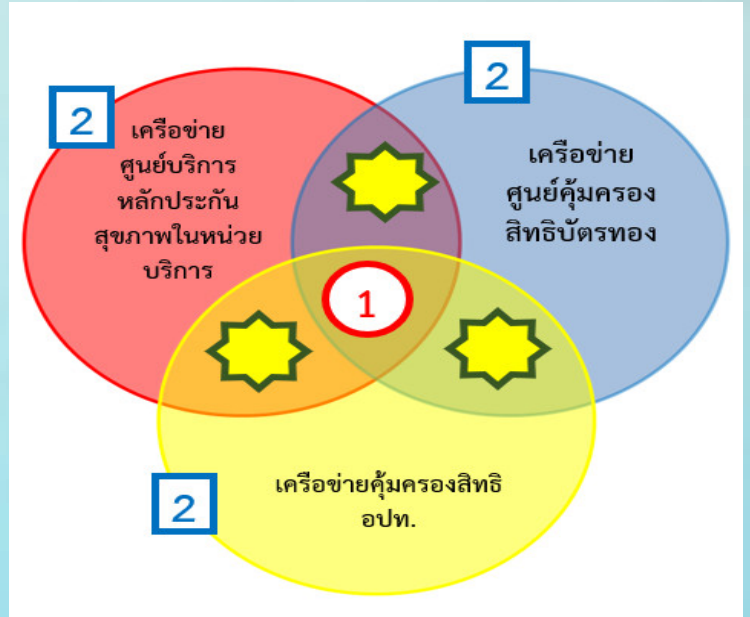 2
เครือข่าย
ศูนย์บริการ
หลักประกัน
สุขภาพในหน่วย
บริการ
2
เครือข่าย
ศูนย์คุ้มครอง
สิทธิบัตรทอง
1
2
เครือข่ายคุ้มครองสิทธิ
อปท.